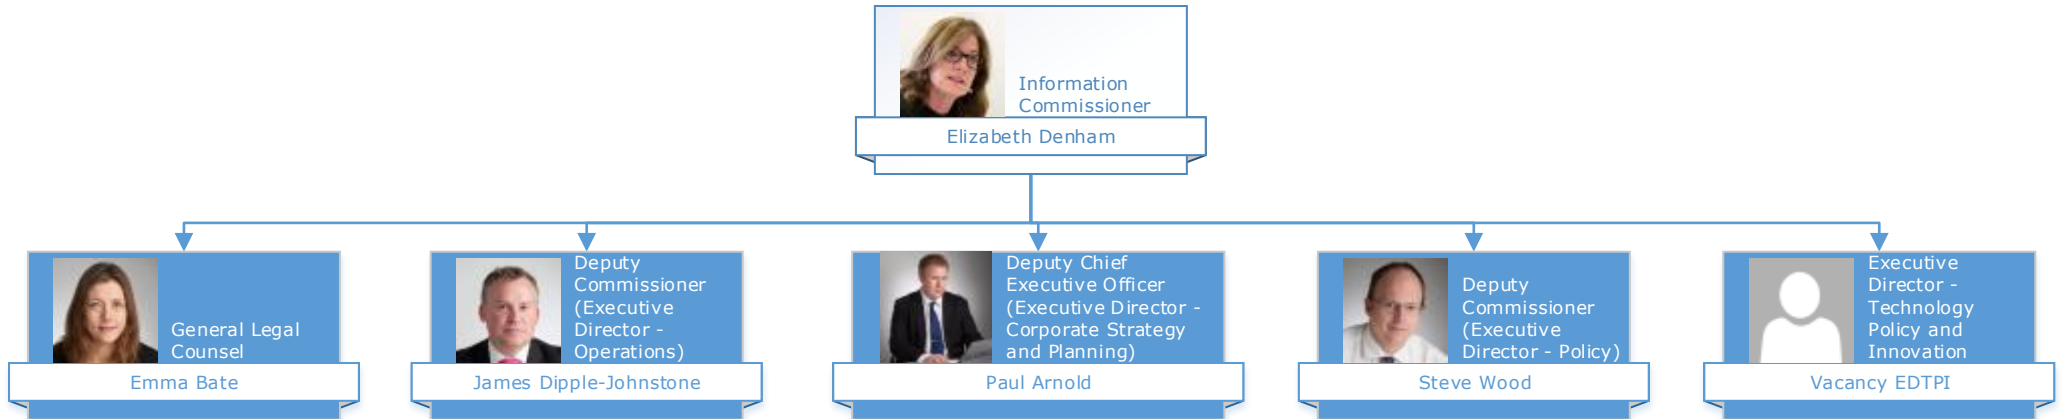 Information
Commissioner
Elizabeth Denham
General Legal
Counsel
Emma Bate
Deputy
Commissioner
(Executive
Director -
Operations)
James Dipple-Johnstone
Deputy Chief
Executive Officer
(Executive Director -
Corporate Strategy
and Planning)
Paul Arnold
Deputy
Commissioner
(Executive
Director - Policy)
Steve Wood
Executive
Director -
Technology
Policy and
Innovation
Vacancy EDTPI